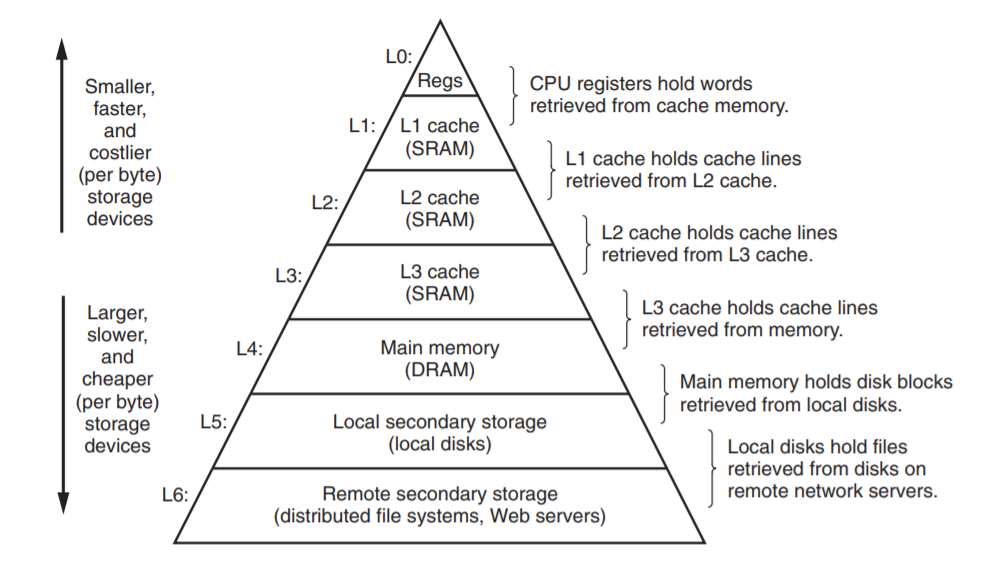 L0:
Regs
CPU registers hold words
retrieved from cache memory.
Smaller,
faster,
and
costlier
(per byte)
storage
devices
L1:
L1 cache
(SRAM)
L1 cache holds cache lines
retrieved from L2 cache.
L2:
L2 cache
(SRAM)
L2 cache holds cache lines
retrieved from L3 cache.
L3:
L3 cache
(SRAM)
L3 cache holds cache lines
retrieved from memory.
Larger,
slower,
and
cheaper
(per byte)
storage
devices
L4:
Main memory
(DRAM)
Main memory holds disk blocks
retrieved from local disks.
L5:
Local secondary storage
(local disks)
Local disks hold files
retrieved from disks on
remote network servers.
L6:
Remote secondary storage
(distributed file systems, Web servers)